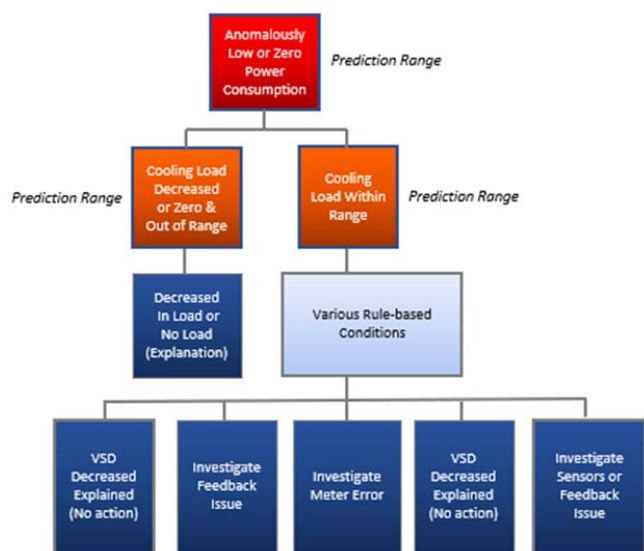 Anomalously
Low or Zero
Power
Consumption
Prediction Range
Prediction Range
Cooling Load
Decreased
or Zero &
Out of Range
Cooling
Load Within
Range
Prediction Range
Decreased
In Load or
No Load
(Explanation)
Various Rule-based
Conditions
VSD
Decreased
Explained
(No action)
Investigate
Feedback
Issue
Investigate
Meter Error
VSD
Decreased
Explained
(No action)
Investigate
Sensors or
Feedback
Issue